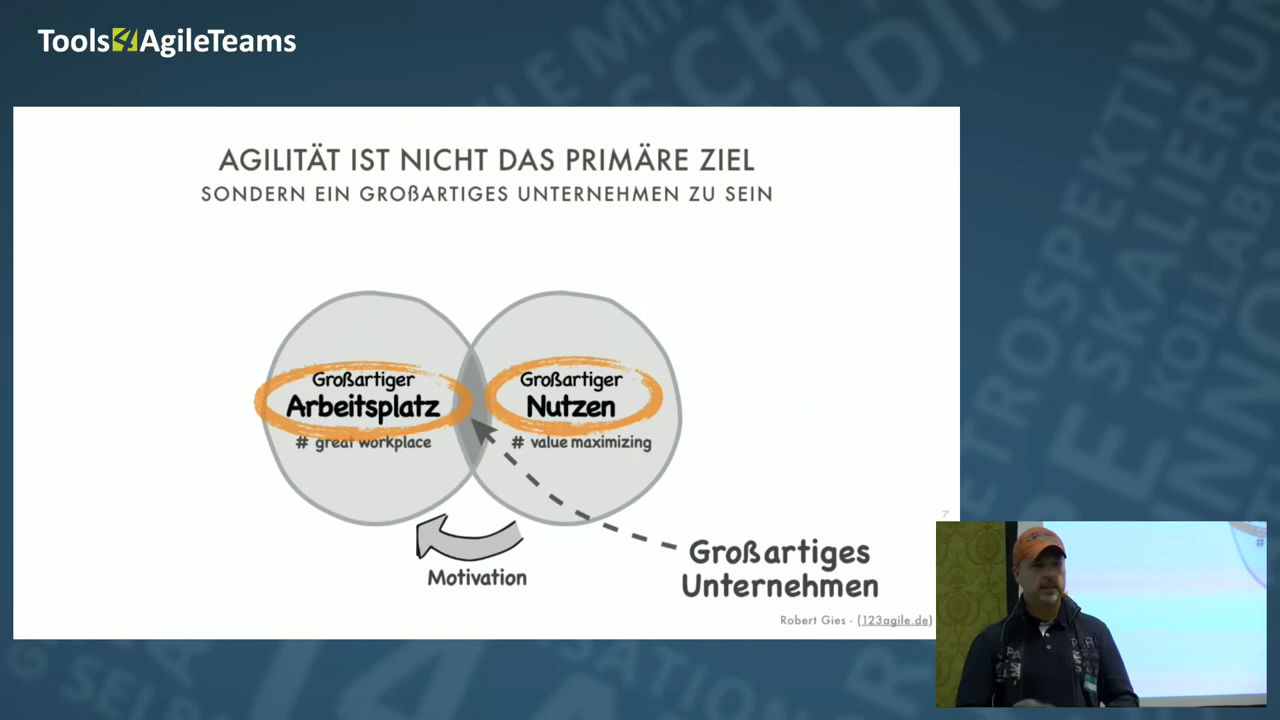 Tools4AgileTeams
AGILITÄT IST NICHT DAS PRIMÄRE ZIEL
SONDERN EIN GROßARTIGES UNTERNEHMEN ZU SEIN
Großartiger
Arbeitsplatz
# great workplace
Großartiger
Nutzen
# value maximizing
Motivation
Großartiges
Unternehmen
7
Robert Gies - (123agile.de)